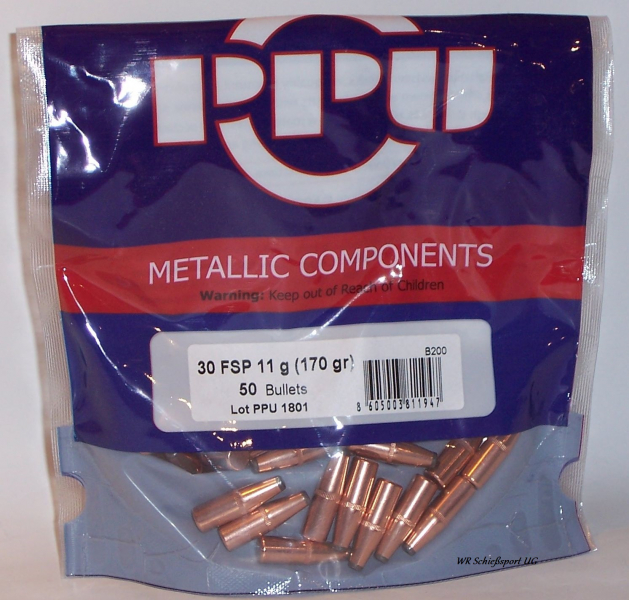 PPU
METALLIC COMPONENTS
Warning: Keep out of Reach of Children
B200
30 FSP 11 g (170 gr)
50 Bullets
Lot PPU 1801
8 605003 811947
WR Schießsport UG